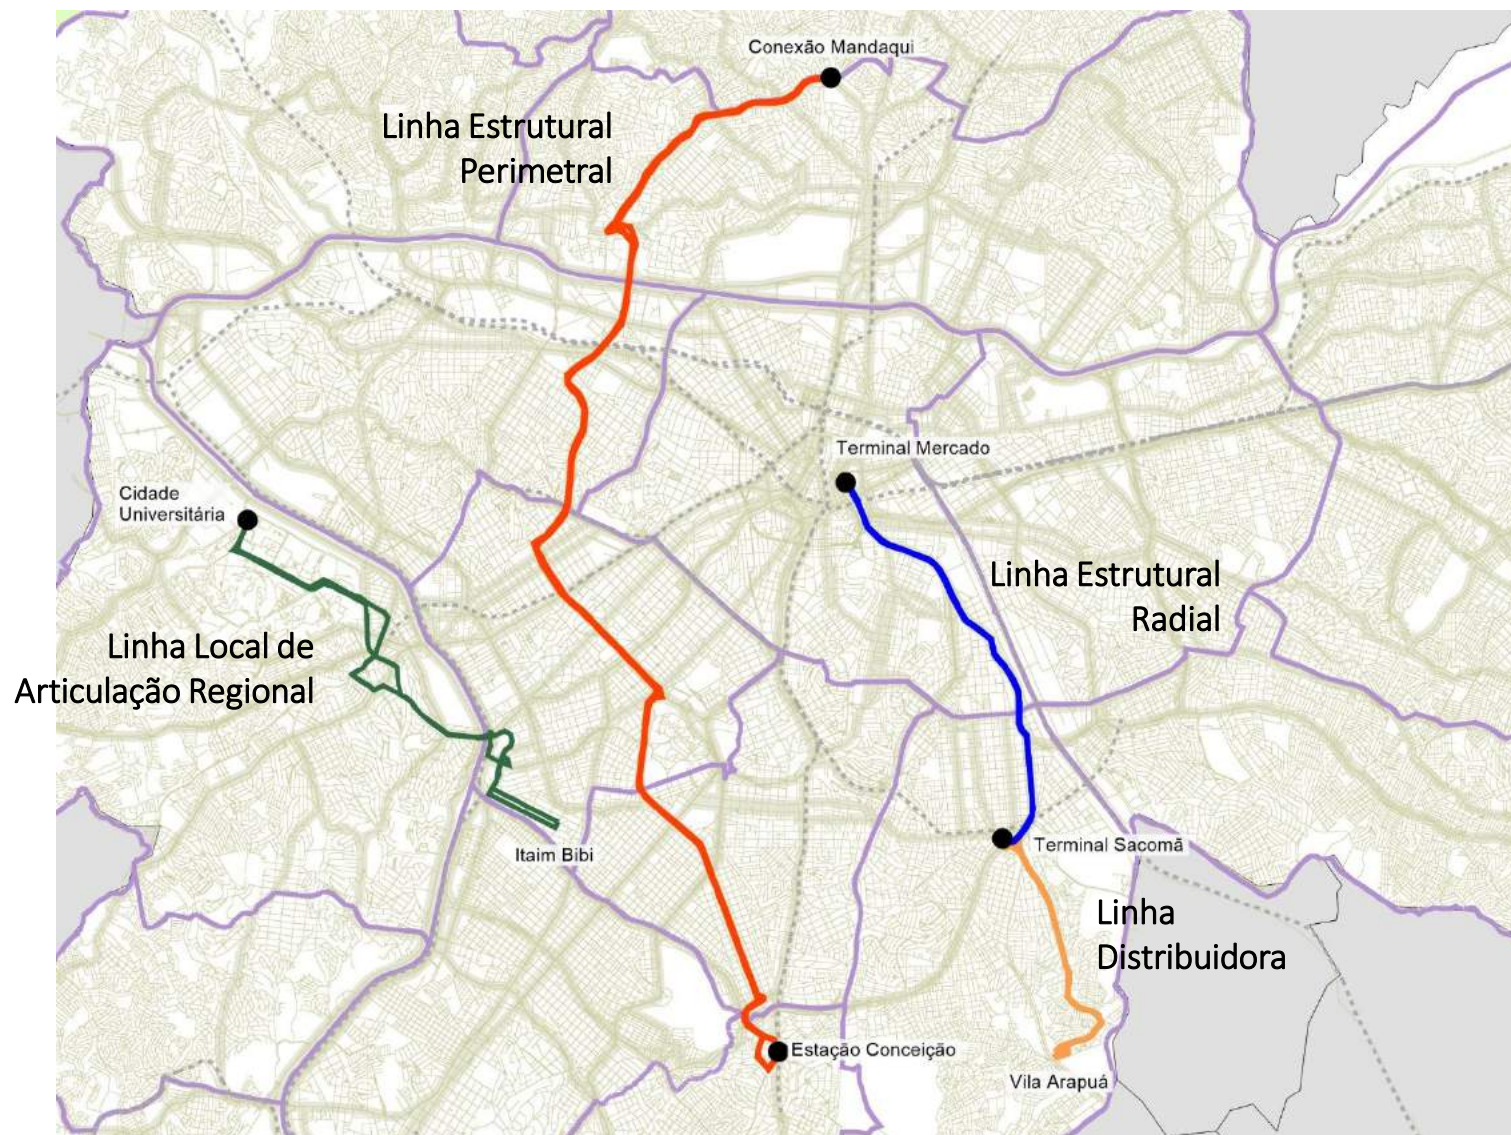 Conexão Mandaqui
Linha Estrutural
Perimetral
Terminal Mercado
Cidade
Universitária
Linha Estrutural
Radial
Linha Local de
Articulação Regional
Itaim Bibi
Terminal Sacomã
Linha
Distribuidora
Estação Conceição
Vila Arapuá